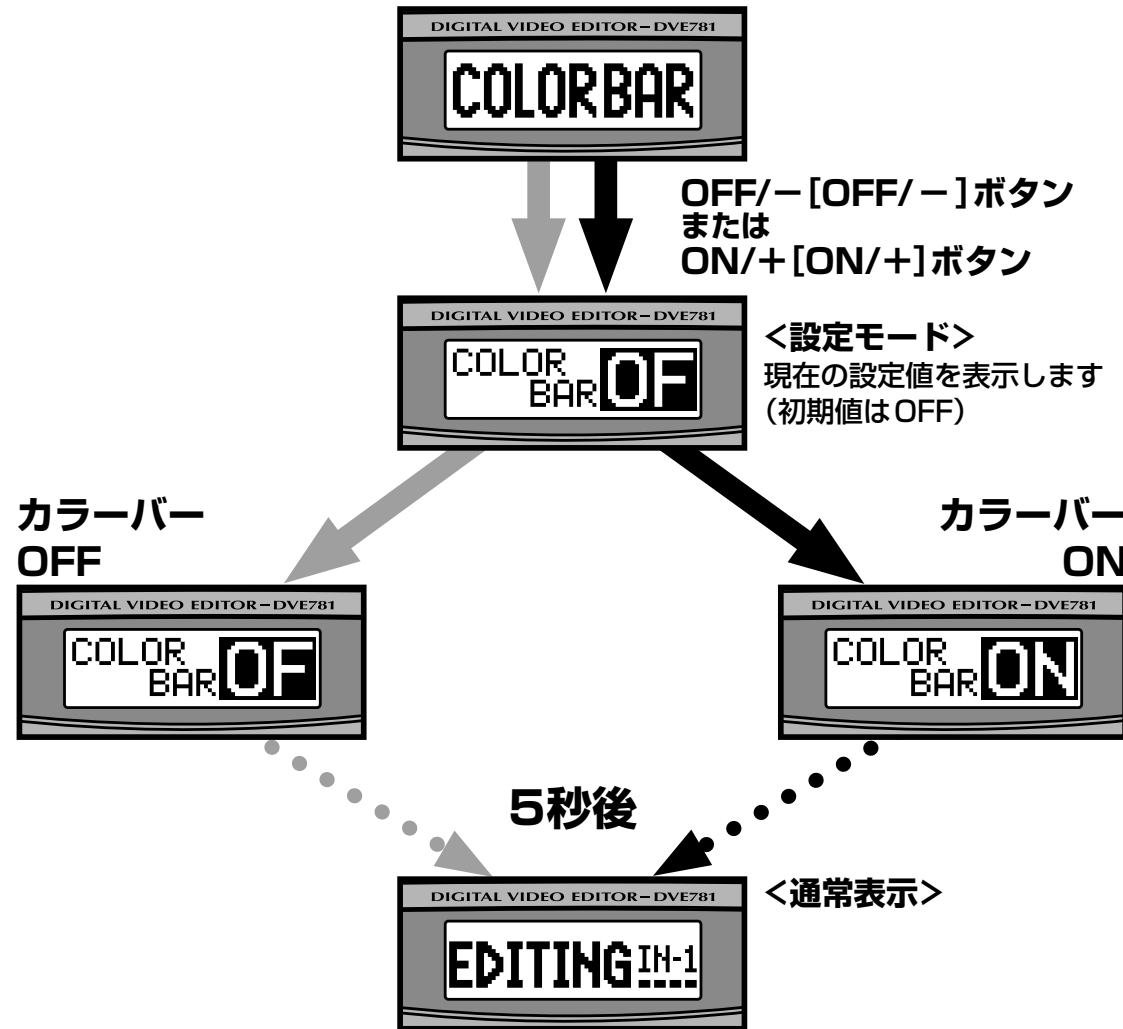 DIGITAL VIDEO EDITOR–DVE781
COLORBAR
OFF/−[OFF/−]ボタン
または
ON/+[ON/+]ボタン
DIGITAL VIDEO EDITOR–DVE781
COLOR
BAR OF
<設定モード>
現在の設定値を表示します
(初期値はOFF)
カラーバー
OFF
カラーバー
ON
DIGITAL VIDEO EDITOR–DVE781
COLOR
BAR OF
DIGITAL VIDEO EDITOR–DVE781
COLOR
BAR ON
5秒後
DIGITAL VIDEO EDITOR–DVE781
EDITING IN-1
<通常表示>